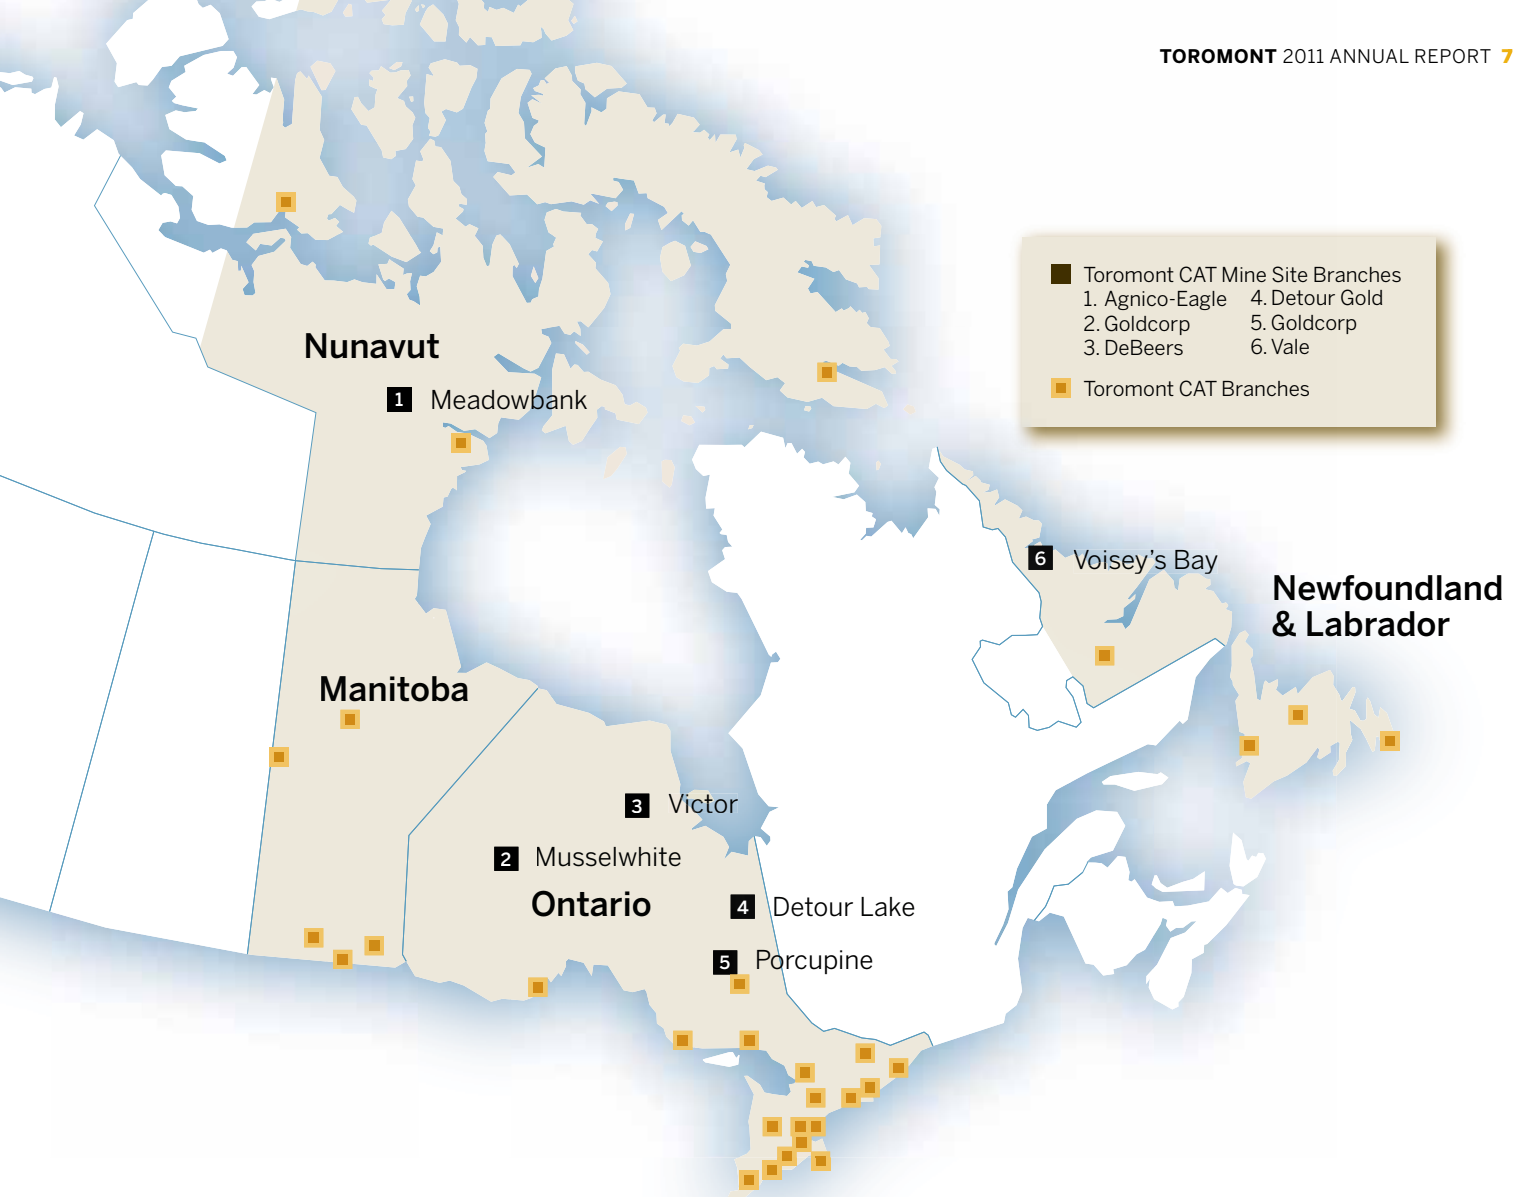 TOROMONT 2011 ANNUAL REPORT 7
Toromont CAT Mine Site Branches
1. Agnico-Eagle 4. Detour Gold
2. Goldcorp 5. Goldcorp
3. DeBeers 6. Vale
Toromont CAT Branches
Nunavut
1 Meadowbank
6 Voisey's Bay
Newfoundland
& Labrador
Manitoba
3 Victor
2 Musselwhite
Ontario
4 Detour Lake
5 Porcupine